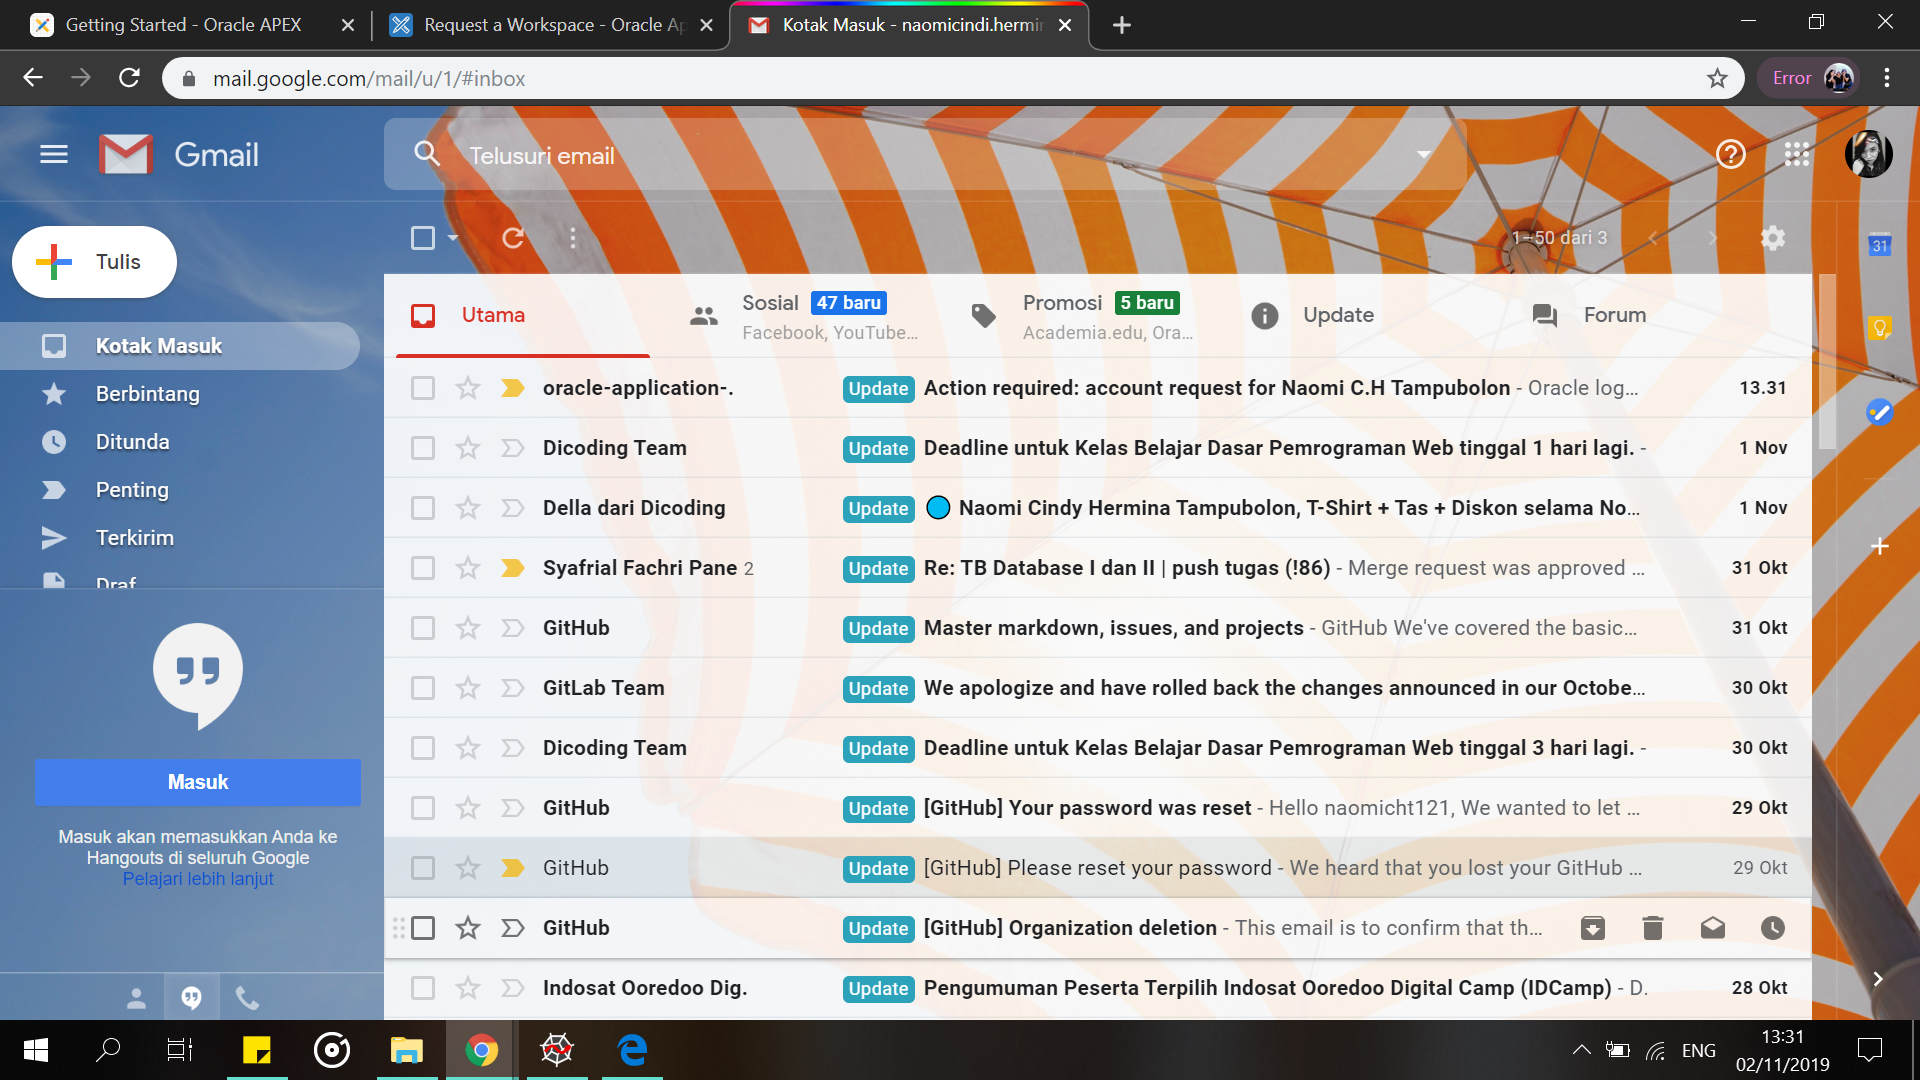 Getting Started - Oracle APEX
Request a Workspace - Oracle Ap
Kotak Masuk - naomicindi.hermin
mail.google.com/mail/u/1/#inbox
Error
Gmail
Telusuri email
1–50 dari 3
31
Tulis
Kotak Masuk
Berbintang
Ditunda
Penting
Terkirim
Draf
Masuk
Masuk akan memasukkan Anda ke
Hangouts di seluruh Google
Pelajari lebih lanjut
Utama
Sosial 47 baru
Facebook, YouTube...
Promosi 5 baru
Academia.edu, Ora...
Update
Forum
oracle-application-. Update Action required: account request for Naomi C.H Tampubolon - Oracle log... 13.31
Dicoding Team Update Deadline untuk Kelas Belajar Dasar Pemrograman Web tinggal 1 hari lagi. - 1 Nov
Della dari Dicoding Update Naomi Cindy Hermina Tampubolon, T-Shirt + Tas + Diskon selama No... 1 Nov
Syafrial Fachri Pane 2 Update Re: TB Database I dan II | push tugas (!86) - Merge request was approved ... 31 Okt
GitHub Update Master markdown, issues, and projects - GitHub We've covered the basic... 31 Okt
GitLab Team Update We apologize and have rolled back the changes announced in our Octobe... 30 Okt
Dicoding Team Update Deadline untuk Kelas Belajar Dasar Pemrograman Web tinggal 3 hari lagi. - 30 Okt
GitHub Update [GitHub] Your password was reset - Hello naomicht121, We wanted to let ... 29 Okt
GitHub Update [GitHub] Please reset your password - We heard that you lost your GitHub ... 29 Okt
GitHub Update [GitHub] Organization deletion - This email is to confirm that th...
Indosat Ooredoo Dig. Update Pengumuman Peserta Terpilih Indosat Ooredoo Digital Camp (IDCamp) - D. 28 Okt
ENG
13:31
02/11/2019